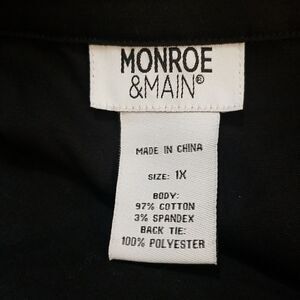 MONROE
&MAIN®
MADE IN CHINA
SIZE: 1X
BODY:
97% COTTON
3% SPANDEX
BACK TIE:
100% POLYESTER